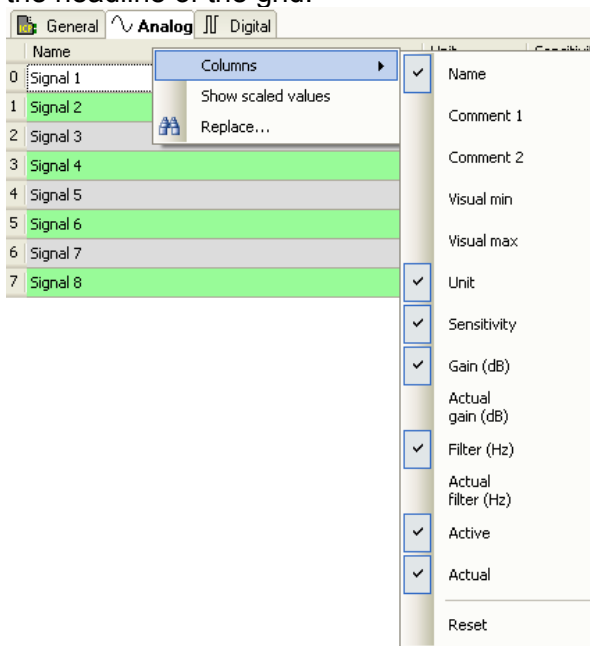 the headline of the grid.
General Analog Digital
Name Unit
0 Signal 1
1 Signal 2
2 Signal 3
3 Signal 4
4 Signal 5
5 Signal 6
6 Signal 7
7 Signal 8
Columns
Show scaled values
Replace...
Name
Comment 1
Comment 2
Visual min
Visual max
Unit
Sensitivity
Gain (dB)
Actual
gain (dB)
Filter (Hz)
Actual
filter (Hz)
Active
Actual
Reset